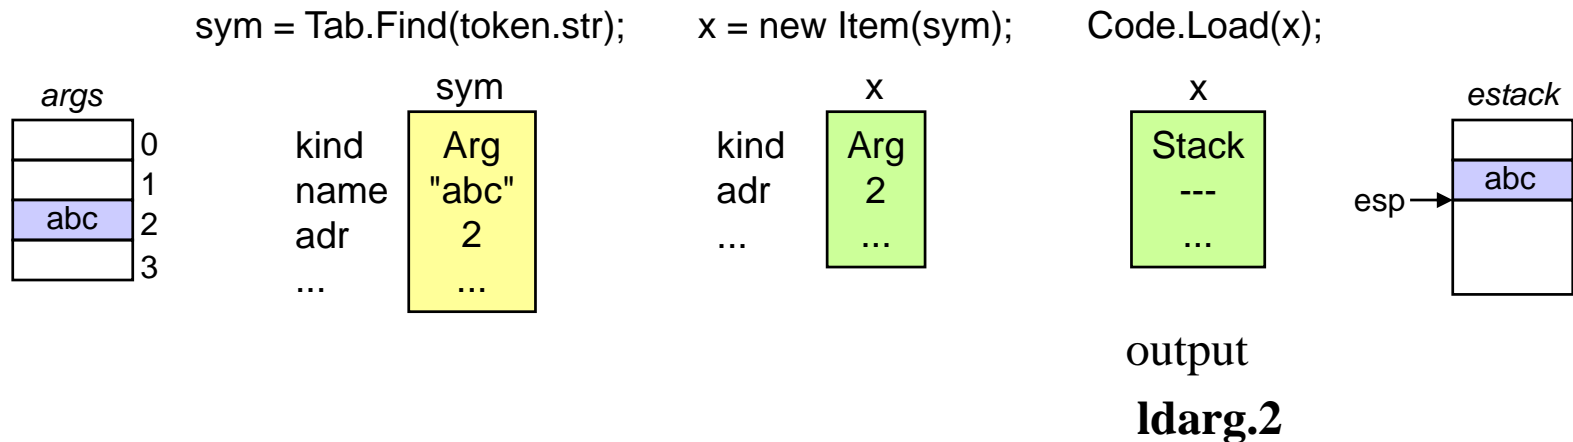 sym = Tab.Find(token.str); x = new Item(sym); Code.Load(x);
args sym x x estack
0 kind Arg kind Arg Stack
1 name "abc" adr 2 --- abc
abc 2 adr 2 ... ... ... esp
3 ... ...
output
ldarg.2